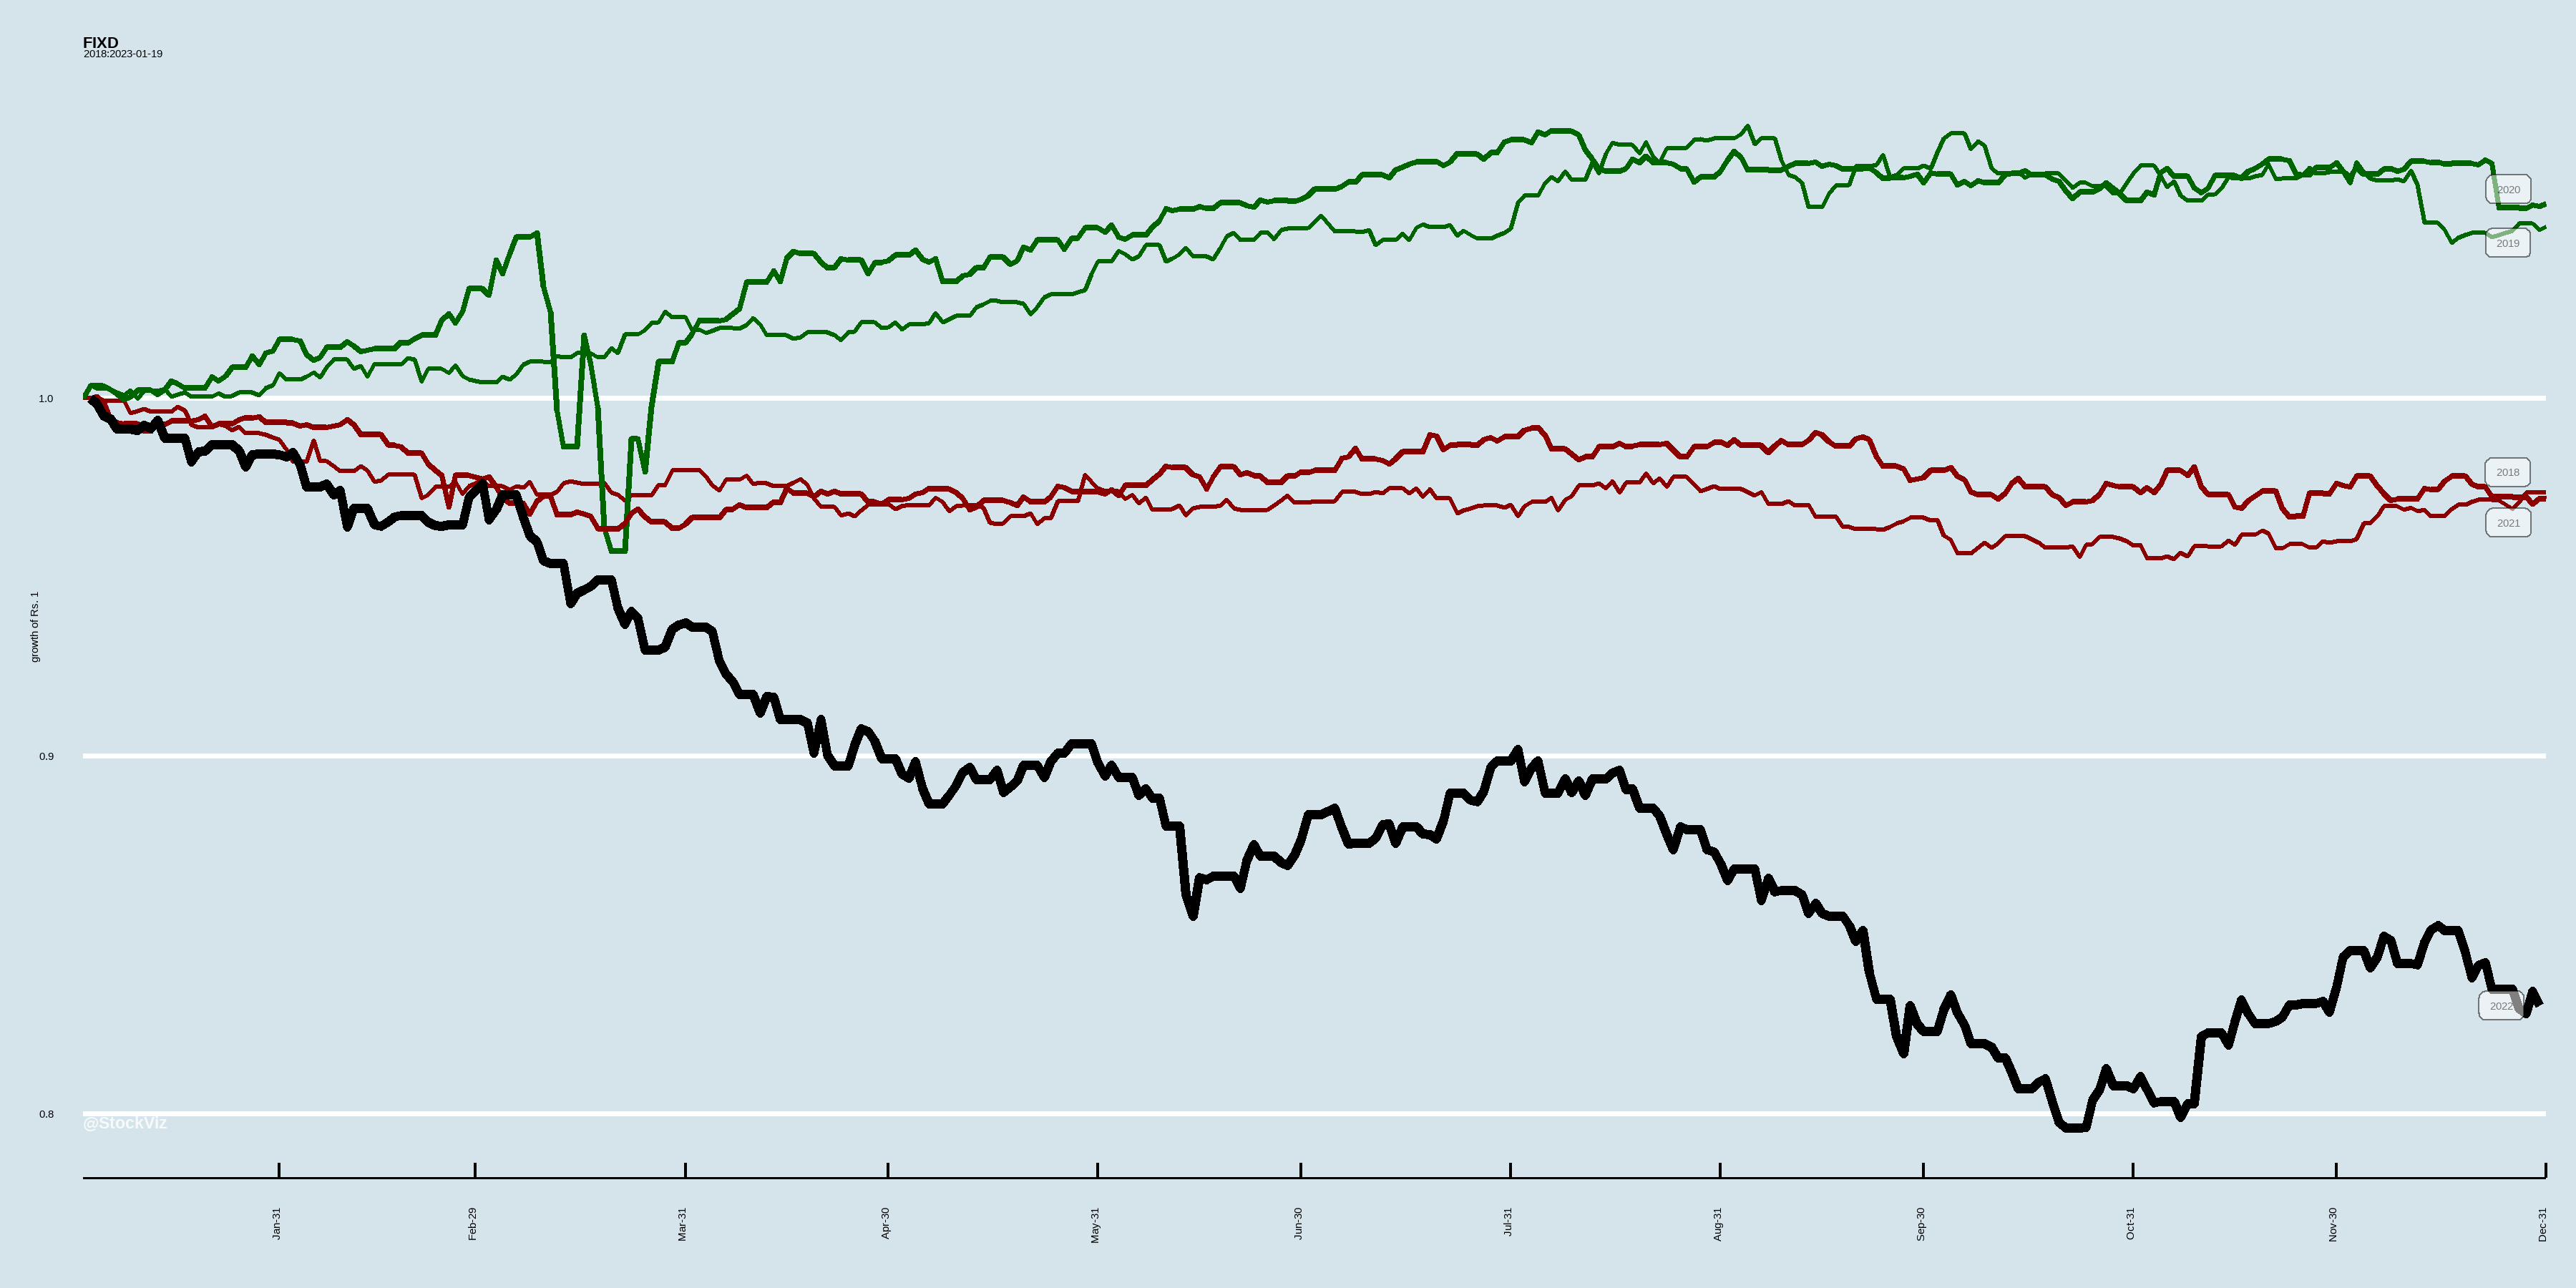 FIXD
2018:2023-01-19
2020
2019
1.0
2018
2021
growth of Rs. 1
0.9
2022
0.8
@StockViz
Jan-31
Feb-29
Mar-31
Apr-30
May-31
Jun-30
Jul-31
Aug-31
Sep-30
Oct-31
Nov-30
Dec-31